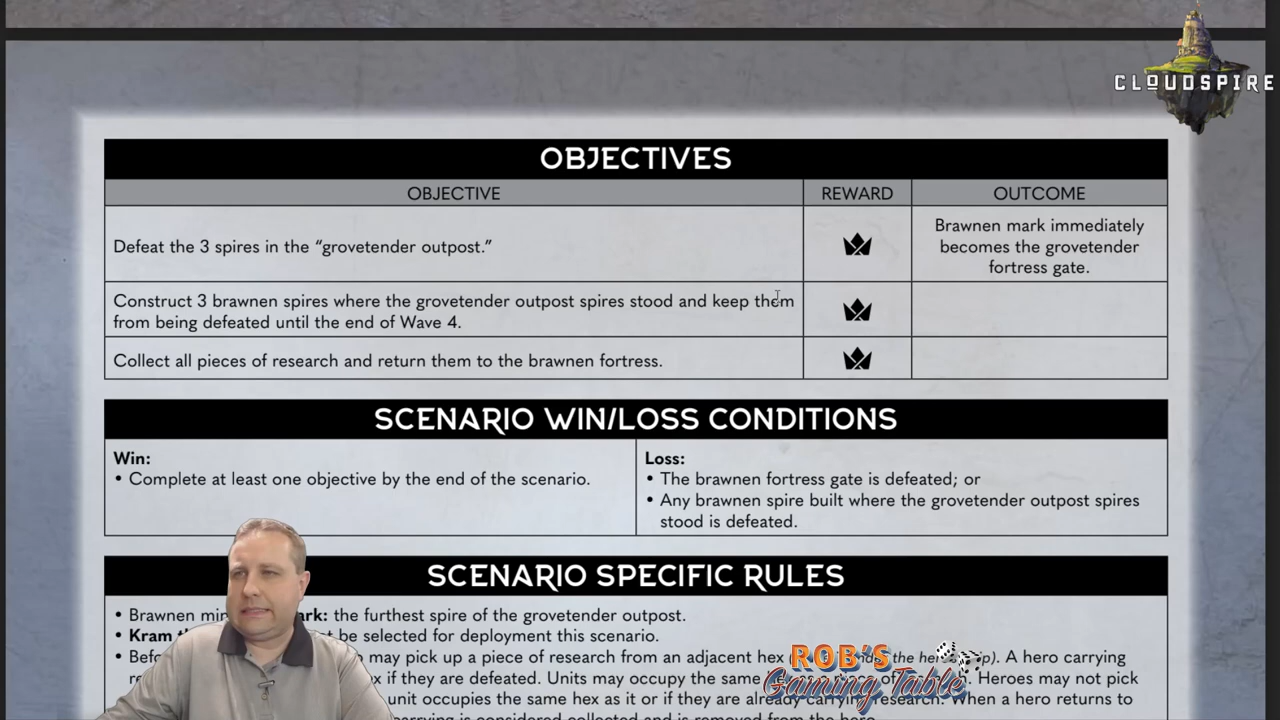 CLOUDSPIRE
OBJECTIVES
OBJECTIVE REWARD OUTCOME
Defeat the 3 spires in the “grovetender outpost.”
Brawnen mark immediately
becomes the grovetender
fortress gate.
Construct 3 brawnen spires where the grovetender outpost spires stood and keep them
from being defeated until the end of Wave 4.
Collect all pieces of research and return them to the brawnen fortress.
SCENARIO WIN/LOSS CONDITIONS
Win:
• Complete at least one objective by the end of the scenario.
Loss:
• The brawnen fortress gate is defeated; or
• Any brawnen spire built where the grovetender outpost spires
stood is defeated.
SCENARIO SPECIFIC RULES
• Brawnen the furthest spire of the grovetender outpost.
• Kram be selected for deployment this scenario.
• may pick up a piece of research from an adjacent hex A hero carrying
if they are defeated. Units may occupy the same Heroes may not pick
unit occupies the same hex as it or if they are already carrying research. When a hero returns to
carrying is considered collected and is removed from the hero.
ROB'S
Gaming Table